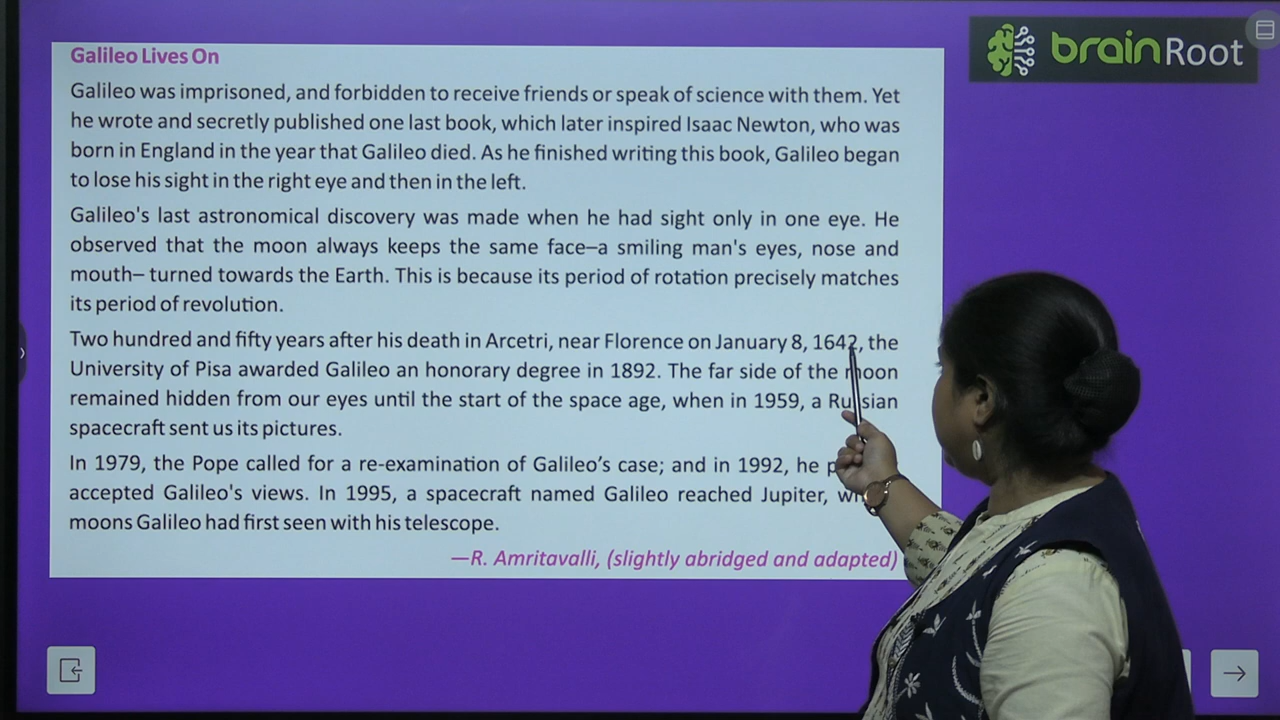 brainRoot
Galileo Lives On
Galileo was imprisoned, and forbidden to receive friends or speak of science with them. Yet
he wrote and secretly published one last book, which later inspired Isaac Newton, who was
born in England in the year that Galileo died. As he finished writing this book, Galileo began
to lose his sight in the right eye and then in the left.
Galileo's last astronomical discovery was made when he had sight only in one eye. He
observed that the moon always keeps the same face–a smiling man's eyes, nose and
mouth– turned towards the Earth. This is because its period of rotation precisely matches
its period of revolution.
Two hundred and fifty years after his death in Arcetri, near Florence on January 8, 1642, the
University of Pisa awarded Galileo an honorary degree in 1892. The far side of the moon
remained hidden from our eyes until the start of the space age, when in 1959, a Russian
spacecraft sent us its pictures.
In 1979, the Pope called for a re-examination of Galileo’s case; and in 1992, he
accepted Galileo's views. In 1995, a spacecraft named Galileo reached Jupiter,
moons Galileo had first seen with his telescope.
—R. Amritavalli, (slightly abridged and adapted)